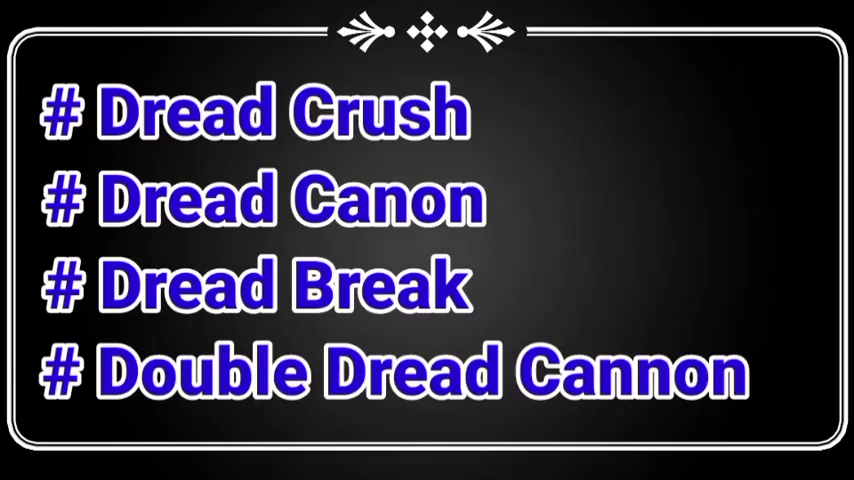 # Dread Crush
# Dread Canon
# Dread Break
# Double Dread Cannon